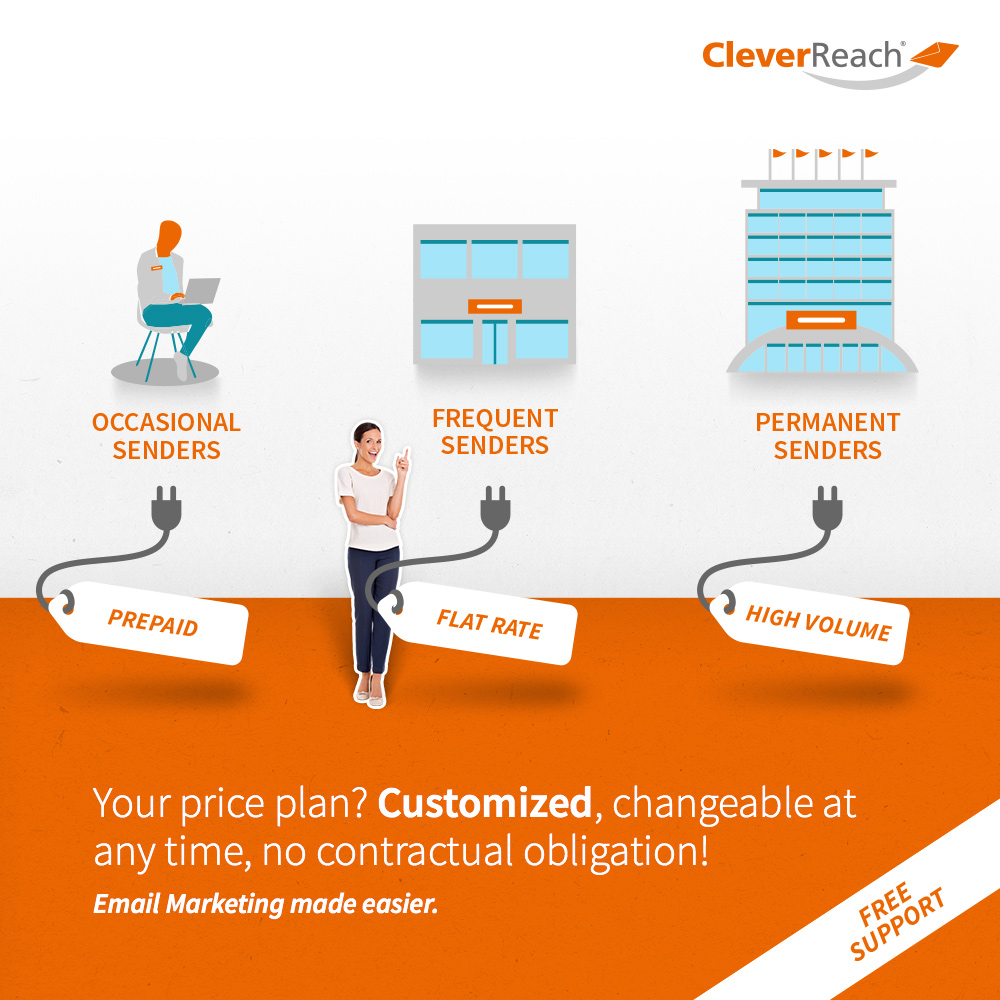 CleverReach®
OCCASIONAL
SENDERS
FREQUENT
SENDERS
PERMANENT
SENDERS
PREPAID
FLAT RATE
HIGH VOLUME
Your price plan? Customized, changeable at
any time, no contractual obligation!
Email Marketing made easier.
FREE
SUPPORT